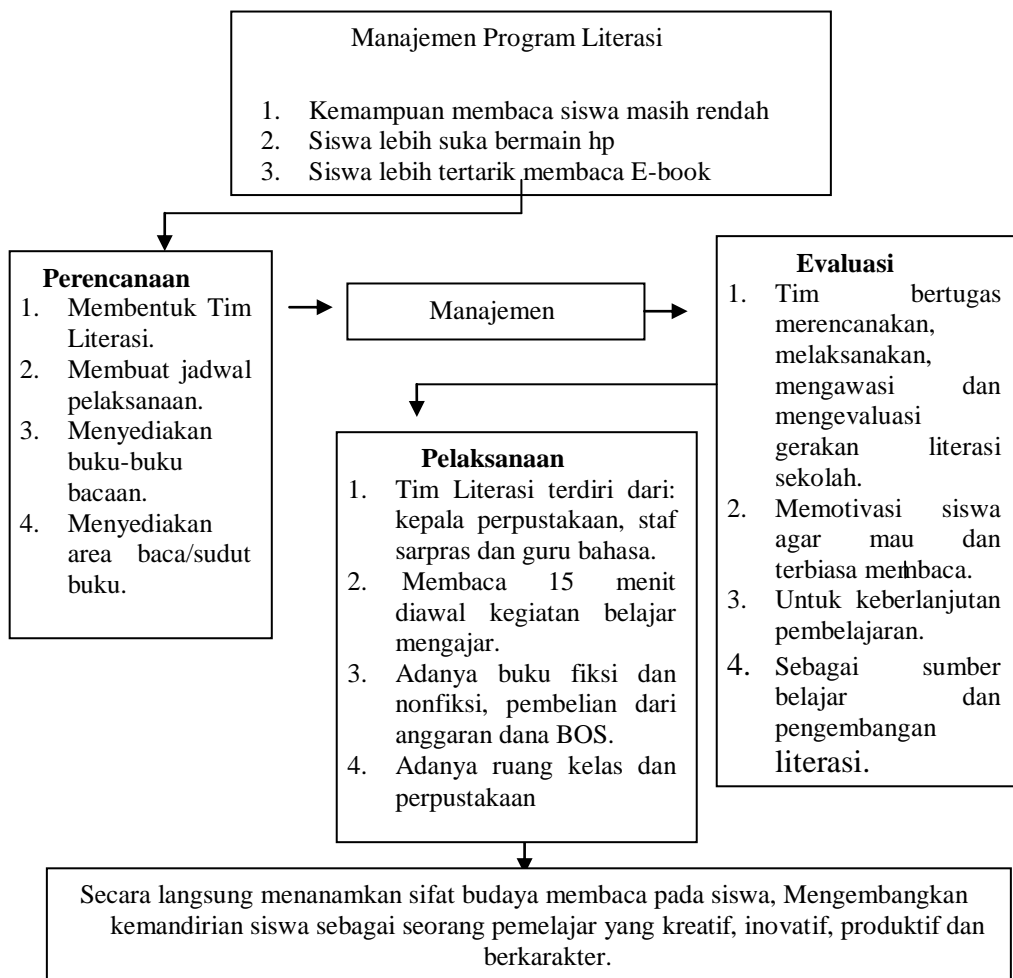 Manajemen Program Literasi
1. Kemampuan membaca siswa masih rendah
2. Siswa lebih suka bermain hp
3. Siswa lebih tertarik membaca E-book
Perencanaan
1. Membentuk Tim
Literasi.
2. Membuat jadwal
pelaksanaan.
3. Menyediakan
buku-buku
bacaan.
4. Menyediakan
area baca/sudut
buku.
Manajemen
Evaluasi
1. Tim bertugas
merencanakan,
melaksanakan,
mengawasi dan
mengevaluasi
gerakan literasi
sekolah.
2. Memotivasi siswa
agar mau dan
terbiasa membaca.
3. Untuk keberlanjutan
pembelajaran.
4. Sebagai sumber
belajar dan
pengembangan
literasi.
Pelaksanaan
1. Tim Literasi terdiri dari:
kepala perpustakaan, staf
sarpras dan guru bahasa.
2. Membaca 15 menit
diawal kegiatan belajar
mengajar.
3. Adanya buku fiksi dan
nonfiksi, pembelian dari
anggaran dana BOS.
4. Adanya ruang kelas dan
perpustakaan
Secara langsung menanamkan sifat budaya membaca pada siswa, Mengembangkan
kemandirian siswa sebagai seorang pemelajar yang kreatif, inovatif, produktif dan
berkarakter.